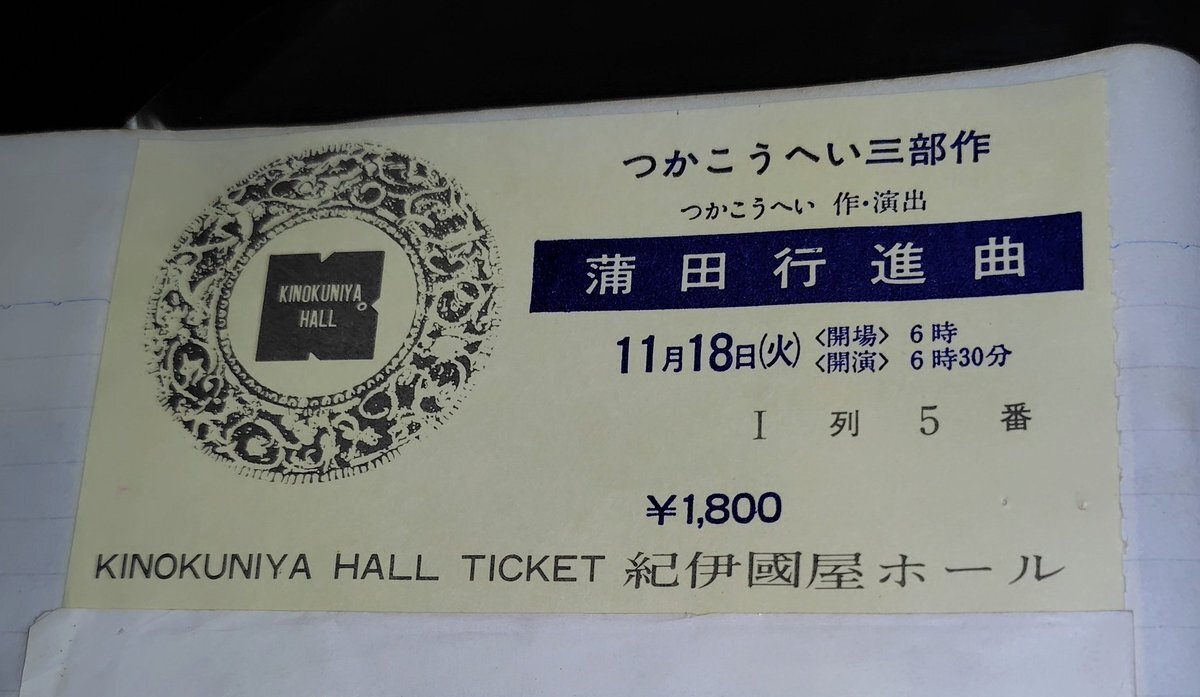 KINOKUNIYA
HALL
つかこうへい三部作
つかこうへい 作・演出
蒲田行進曲
11月18日(火)〈開場〉6時
〈開演〉6時30分
I 列 5 番
¥1,800
KINOKUNIYA HALL TICKET 紀伊國屋ホール